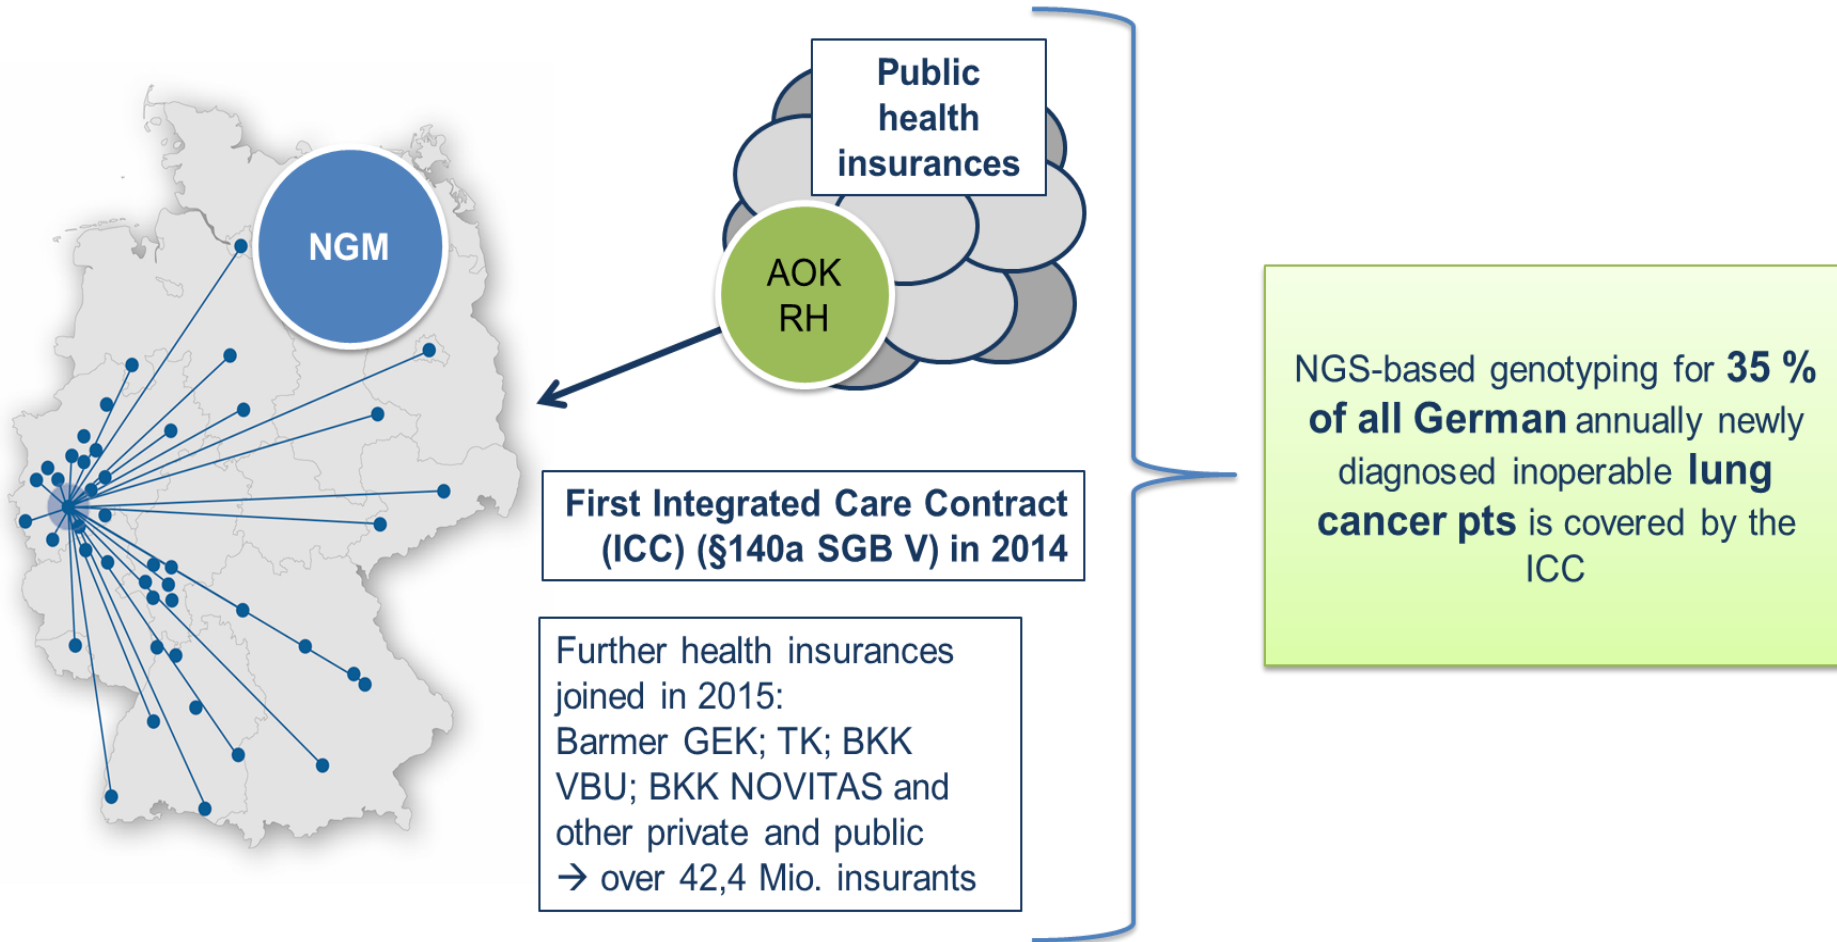 NGM
Public
health
insurances
AOK
RH
First Integrated Care Contract
(ICC) (§140a SGB V) in 2014
Further health insurances
joined in 2015:
Barmer GEK; TK; BKK
VBU; BKK NOVITAS and
other private and public
→ over 42,4 Mio. insurants
NGS-based genotyping for 35 %
of all German annually newly
diagnosed inoperable lung
cancer pts is covered by the
ICC